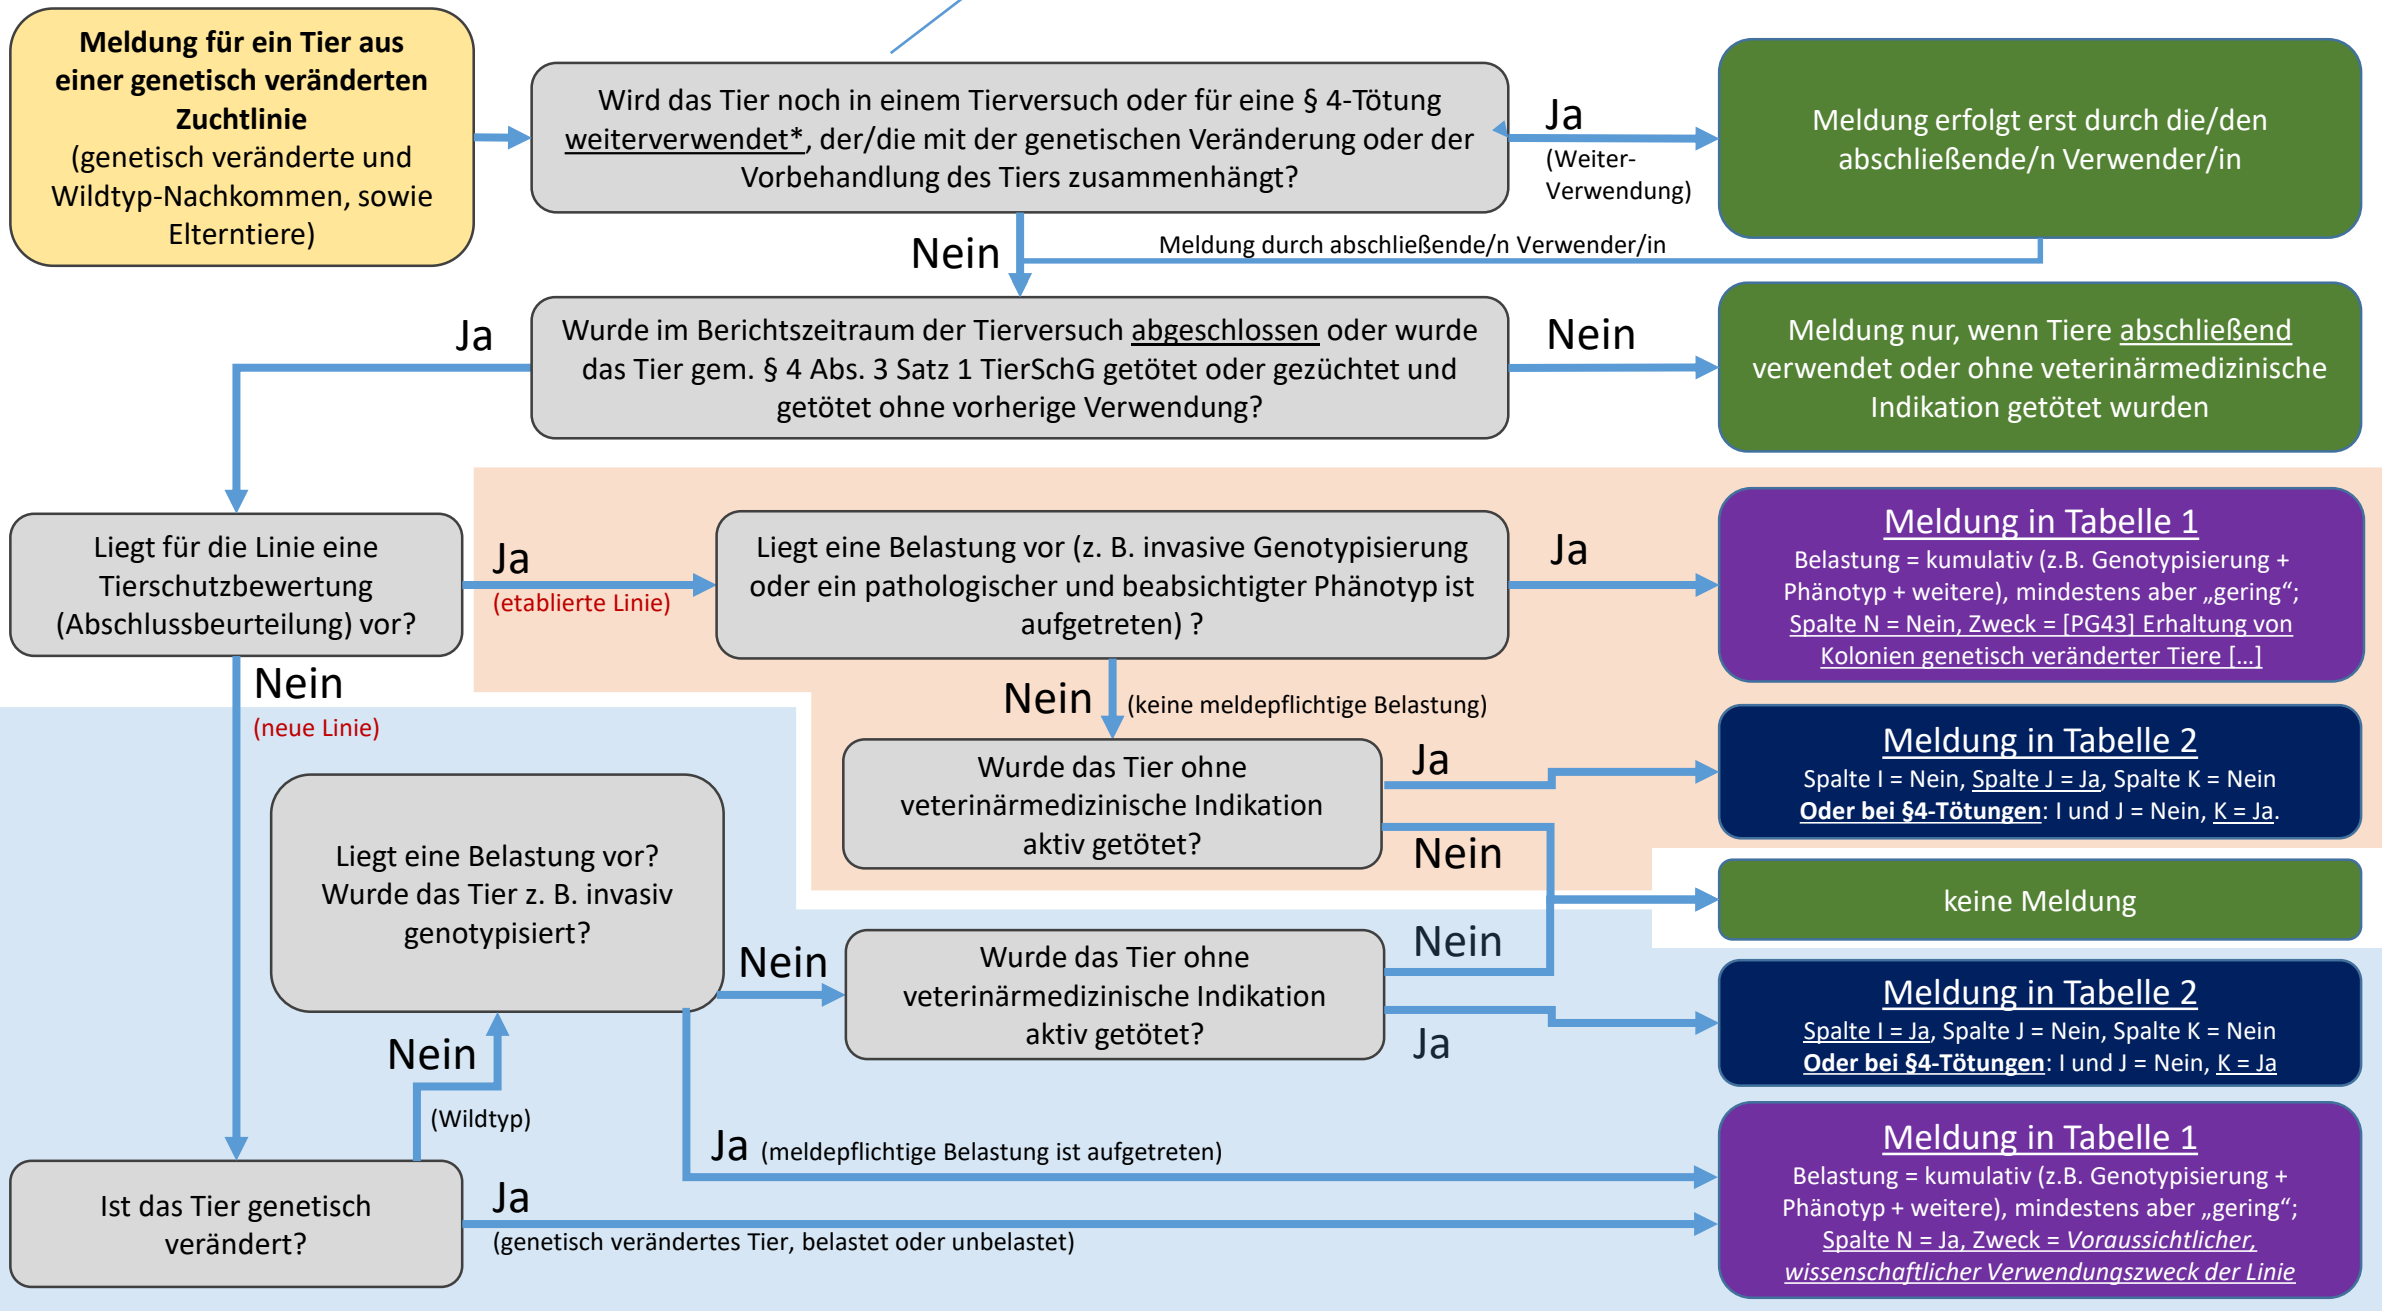 Meldung für ein Tier aus
einer genetisch veränderten
Zuchtlinie
(genetisch veränderte und
Wildtyp-Nachkommen, sowie
Elterntiere)
Wird das Tier noch in einem Tierversuch oder für eine § 4-Tötung
weiterverwendet*, der/die mit der genetischen Veränderung oder der
Vorbehandlung des Tiers zusammenhängt?
Ja
(Weiter-
Verwendung)
Meldung erfolgt erst durch die/den
abschließende/n Verwender/in
Nein
Meldung durch abschließende/n Verwender/in
Ja
Wurde im Berichtszeitraum der Tierversuch abgeschlossen oder wurde
das Tier gem. § 4 Abs. 3 Satz 1 TierSchG getötet oder gezüchtet und
getötet ohne vorherige Verwendung?
Nein
Meldung nur, wenn Tiere abschließend
verwendet oder ohne veterinärmedizinische
Indikation getötet wurden
Liegt für die Linie eine
Tierschutzbewertung
(Abschlussbeurteilung) vor?
Ja
(etablierte Linie)
Liegt eine Belastung vor (z. B. invasive Genotypisierung
oder ein pathologischer und beabsichtigter Phänotyp ist
aufgetreten) ?
Ja
Meldung in Tabelle 1
Belastung = kumulativ (z.B. Genotypisierung +
Phänotyp + weitere), mindestens aber „gering“;
Spalte N = Nein, Zweck = [PG43] Erhaltung von
Kolonien genetisch veränderter Tiere [...]
Nein
(neue Linie)
Nein (keine meldepflichtige Belastung)
Wurde das Tier ohne
veterinärmedizinische Indikation
aktiv getötet?
Ja
Nein
Meldung in Tabelle 2
Spalte I = Nein, Spalte J = Ja, Spalte K = Nein
Oder bei §4-Tötungen: I und J = Nein, K = Ja.
Liegt eine Belastung vor?
Wurde das Tier z. B. invasiv
genotypisiert?
keine Meldung
Nein
Wurde das Tier ohne
veterinärmedizinische Indikation
aktiv getötet?
Nein
Ja
Meldung in Tabelle 2
Spalte I = Ja, Spalte J = Nein, Spalte K = Nein
Oder bei §4-Tötungen: I und J = Nein, K = Ja
Nein
(Wildtyp)
Ja (meldepflichtige Belastung ist aufgetreten)
Ist das Tier genetisch
verändert?
Ja
(genetisch verändertes Tier, belastet oder unbelastet)
Meldung in Tabelle 1
Belastung = kumulativ (z.B. Genotypisierung +
Phänotyp + weitere), mindestens aber „gering“;
Spalte N = Ja, Zweck = Voraussichtlicher,
wissenschaftlicher Verwendungszweck der Linie